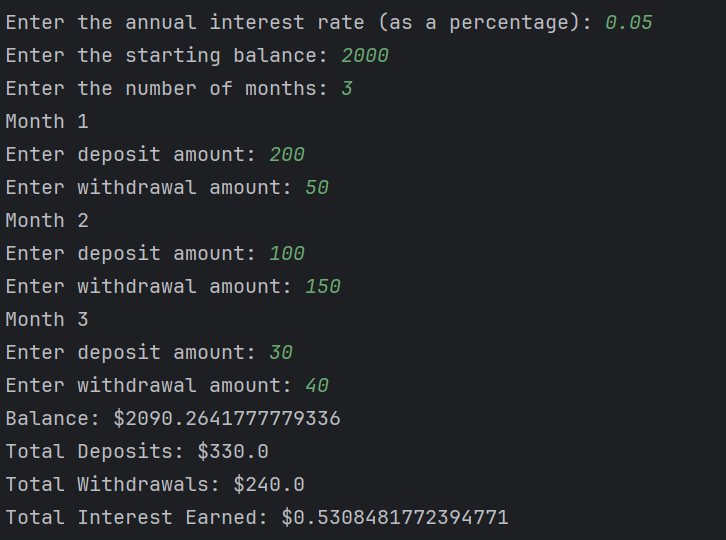 Enter the annual interest rate (as a percentage): 0.05
Enter the starting balance: 2000
Enter the number of months: 3
Month 1
Enter deposit amount: 200
Enter withdrawal amount: 50
Month 2
Enter deposit amount: 100
Enter withdrawal amount: 150
Month 3
Enter deposit amount: 30
Enter withdrawal amount: 40
Balance: $2090.2641777779336
Total Deposits: $330.0
Total Withdrawals: $240.0
Total Interest Earned: $0.5308481772394771